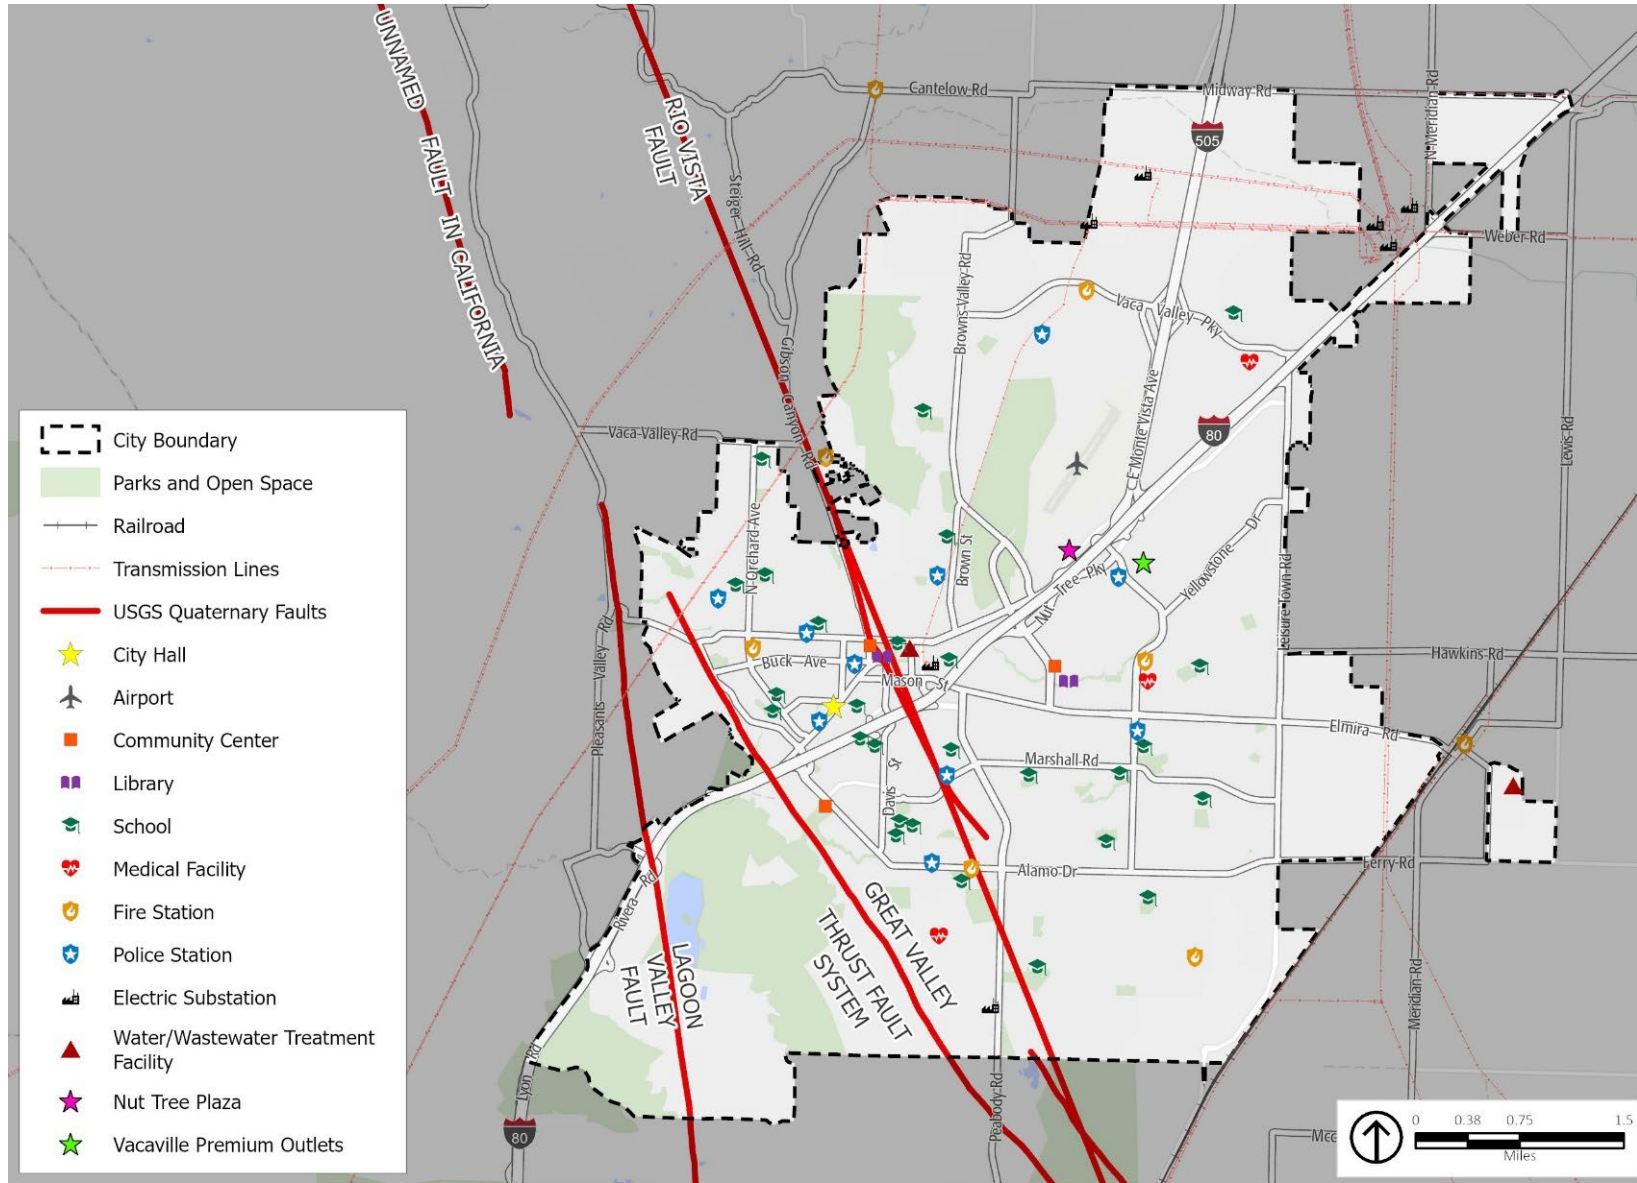 UNNAMED FAULT IN CALIFORNIA
RIO VISTA
FAULT
Cantelow Rd
Midway Rd
N Meridian Rd
505
Steiger Hill Rd
Weber Rd
Browns Valley Rd
Vaca Valley Pky
Gibson Canyon Rd
E Monte Vista Ave
80
Lewis Rd
Vaca Valley Rd
N Orchard Ave
Brown St
Nut Tree Pky
Yellowstone Dr
Leisure Town Rd
Pleasants Valley Rd
Buck Ave
Mason St
Hawkins Rd
Elmira Rd
Marshall Rd
Davis St
Alamo Dr
Ferry Rd
Rivera Rd
GREAT VALLEY
THRUST FAULT
SYSTEM
LAGOON
VALLEY
FAULT
Meridian Rd
Lyon Rd
80
Peabody Rd
City Boundary
Parks and Open Space
Railroad
Transmission Lines
USGS Quaternary Faults
City Hall
Airport
Community Center
Library
School
Medical Facility
Fire Station
Police Station
Electric Substation
Water/Wastewater Treatment
Facility
Nut Tree Plaza
Vacaville Premium Outlets
0 0.38 0.75 1.5
Miles